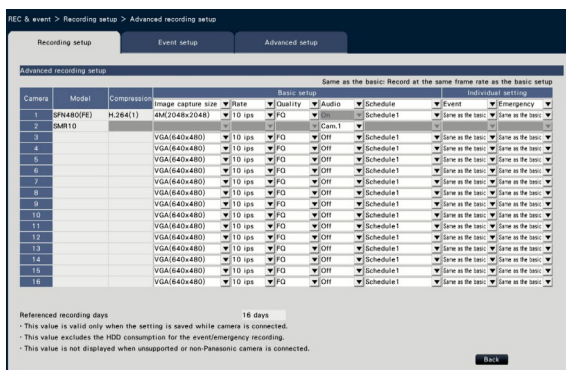 REC & event > Recording setup > Advanced recording setup
Recording setup Event setup Advanced setup
Advanced recording setup
Same as the basic: Record at the same frame rate as the basic setup
Camera Model Compression Basic setup Individual setting
Image capture size Rate Quality Audio Schedule Event Emergency
1 SFN480(FE) H.264(1) 4M(2048x2048) 10 ips FQ On Schedule1 Same as the basic Same as the basic
2 SMR10 Cam.1
3 VGA(640x480) 10 ips FQ Off Schedule1 Same as the basic Same as the basic
4 VGA(640x480) 10 ips FQ Off Schedule1 Same as the basic Same as the basic
5 VGA(640x480) 10 ips FQ Off Schedule1 Same as the basic Same as the basic
6 VGA(640x480) 10 ips FQ Off Schedule1 Same as the basic Same as the basic
7 VGA(640x480) 10 ips FQ Off Schedule1 Same as the basic Same as the basic
8 VGA(640x480) 10 ips FQ Off Schedule1 Same as the basic Same as the basic
9 VGA(640x480) 10 ips FQ Off Schedule1 Same as the basic Same as the basic
10 VGA(640x480) 10 ips FQ Off Schedule1 Same as the basic Same as the basic
11 VGA(640x480) 10 ips FQ Off Schedule1 Same as the basic Same as the basic
12 VGA(640x480) 10 ips FQ Off Schedule1 Same as the basic Same as the basic
13 VGA(640x480) 10 ips FQ Off Schedule1 Same as the basic Same as the basic
14 VGA(640x480) 10 ips FQ Off Schedule1 Same as the basic Same as the basic
15 VGA(640x480) 10 ips FQ Off Schedule1 Same as the basic Same as the basic
16 VGA(640x480) 10 ips FQ Off Schedule1 Same as the basic Same as the basic
Referenced recording days 16 days
・This value is valid only when the setting is saved while camera is connected.
・This value excludes the HDD consumption for the event/emergency recording.
・This value is not displayed when unsupported or non-Panasonic camera is connected.
Back